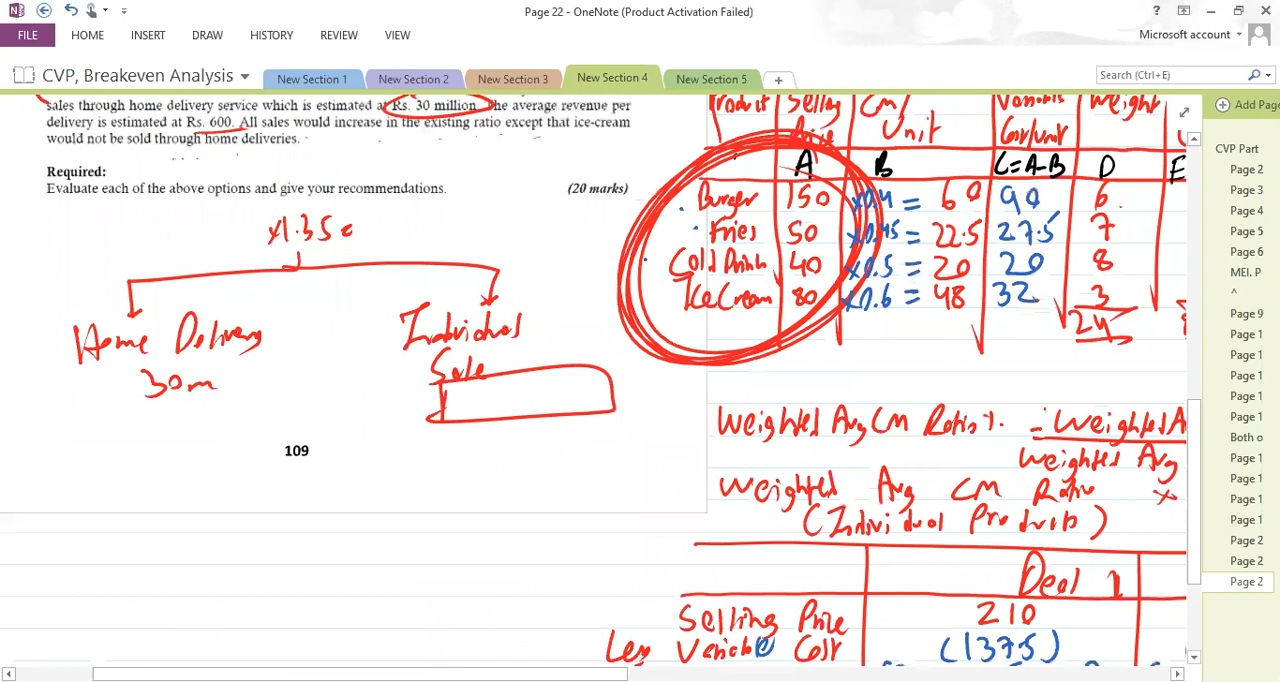 Page 22 - OneNote (Product Activation Failed)
FILE HOME INSERT DRAW HISTORY REVIEW VIEW
Microsoft account
CVP, Breakeven Analysis
New Section 1 New Section 2 New Section 3 New Section 4 New Section 5
Search (Ctrl+E)
sales through home delivery service which is estimated at Rs. 30 million. The average revenue per
delivery is estimated at Rs. 600. All sales would increase in the existing ratio except that ice-cream
would not be sold through home deliveries.
Required:
Evaluate each of the above options and give your recommendations. (20 marks)
Home Delivery
30m
Individual
Sale
109
Product Selling Price CM/Unit Variable Cost/unit Weight
A B C=A-B D E
Burger 150 x0.4 = 60 90 6
Fries 50 x0.45 = 22.5 27.5 7
Cold Drink 40 x0.5 = 20 20 8
Ice Cream 80 x0.6 = 48 32 3
24
Weighted Avg CM Ratio = Weighted A
Weighted Avg
Weighted Avg CM Ratio x
(Individual Products)
Deal 1
Selling Price 210
Less Variable Cost (137.5)
Add Page
CVP Part
Page 2
Page 3
Page 4
Page 5
Page 6
MEI. P
^
Page 9
Page 1
Page 1
Page 1
Page 1
Page 1
Both o
Page 1
Page 1
Page 1
Page 1
Page 2
Page 2
Page 2